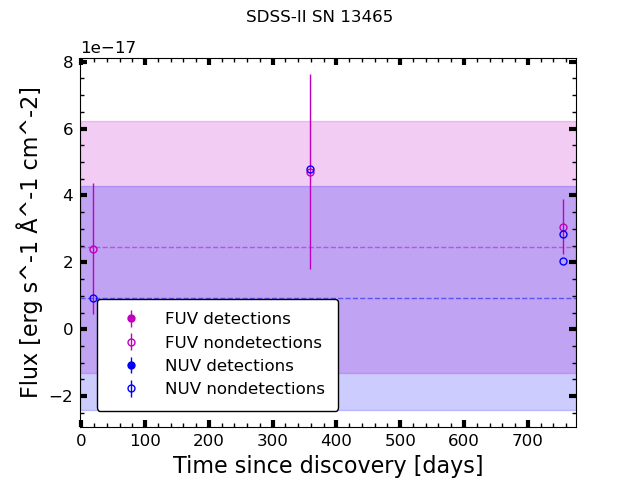 SDSS-II SN 13465
1e−17
8
6
4
2
0
−2
Flux [erg s^-1 Å^-1 cm^-2]
FUV detections
FUV nondetections
NUV detections
NUV nondetections
0 100 200 300 400 500 600 700
Time since discovery [days]